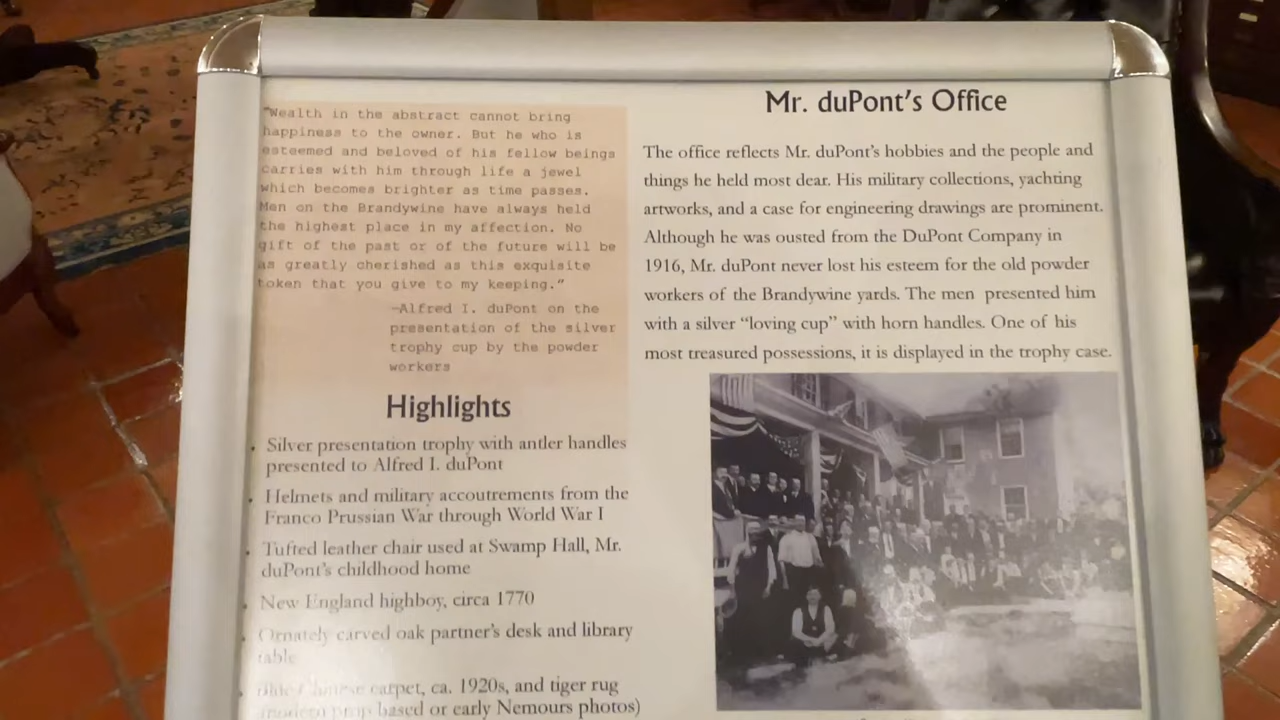 "Wealth in the abstract cannot bring
happiness to the owner. But he who is
esteemed and beloved of his fellow beings
carries with him through life a jewel
which becomes brighter as time passes.
Men on the Brandywine have always held
the highest place in my affection. No
gift of the past or of the future will be
as greatly cherished as this exquisite
token that you give to my keeping."
—Alfred I. duPont on the
presentation of the silver
trophy cup by the powder
workers
Highlights
• Silver presentation trophy with antler handles
presented to Alfred I. duPont
• Helmets and military accoutrements from the
Franco Prussian War through World War I
• Tufted leather chair used at Swamp Hall, Mr.
duPont's childhood home
• New England highboy, circa 1770
• Ornately carved oak partner's desk and library
table
• Blue Chinese carpet, ca. 1920s, and tiger rug
modern prop based or early Nemours photos)
Mr. duPont's Office
The office reflects Mr. duPont's hobbies and the people and
things he held most dear. His military collections, yachting
artworks, and a case for engineering drawings are prominent.
Although he was ousted from the DuPont Company in
1916, Mr. duPont never lost his esteem for the old powder
workers of the Brandywine yards. The men presented him
with a silver "loving cup" with horn handles. One of his
most treasured possessions, it is displayed in the trophy case.